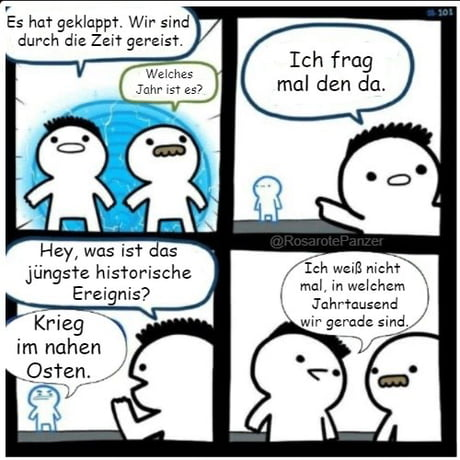 Es hat geklappt. Wir sind
durch die Zeit gereist.
Welches
Jahr ist es?
# 101
Ich frag
mal den da.
@RosarotePanzer
Hey, was ist das
jüngste historische
Ereignis?
Krieg
im nahen
Osten.
Ich weiß nicht
mal, in welchem
Jahrtausend
wir gerade sind.